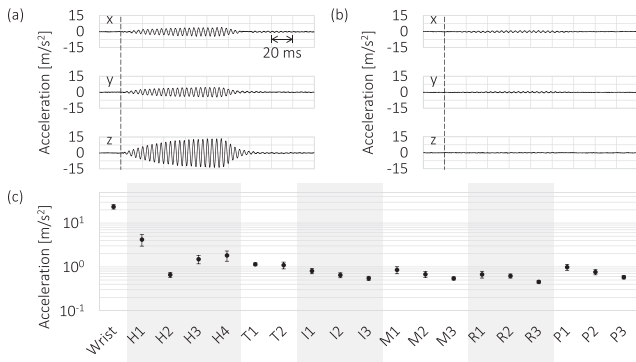 (a)
Acceleration [m/s²]
15
0
-15
x
20 ms
15
0
-15
y
15
0
-15
z
(b)
Acceleration [m/s²]
15
0
-15
x
15
0
-15
y
15
0
-15
z
(c)
Acceleration [m/s²]
10¹
10⁰
10⁻¹
Wrist H1 H2 H3 H4 T1 T2 I1 I2 I3 M1 M2 M3 R1 R2 R3 P1 P2 P3